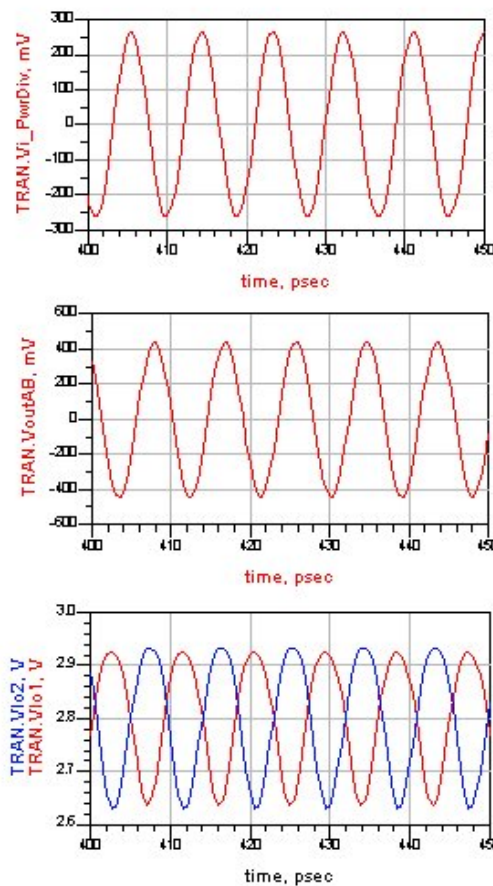 TRAN.Vi_PwrDiv, mV
300
200
100
0
-100
-200
-300
400 410 420 430 440 450
time, psec
TRAN.VoutAB, mV
600
400
200
0
-200
-400
-600
400 410 420 430 440 450
time, psec
TRAN.Vlo2, V
TRAN.Vlo1, V
3.0
2.9
2.8
2.7
2.6
400 410 420 430 440 450
time, psec